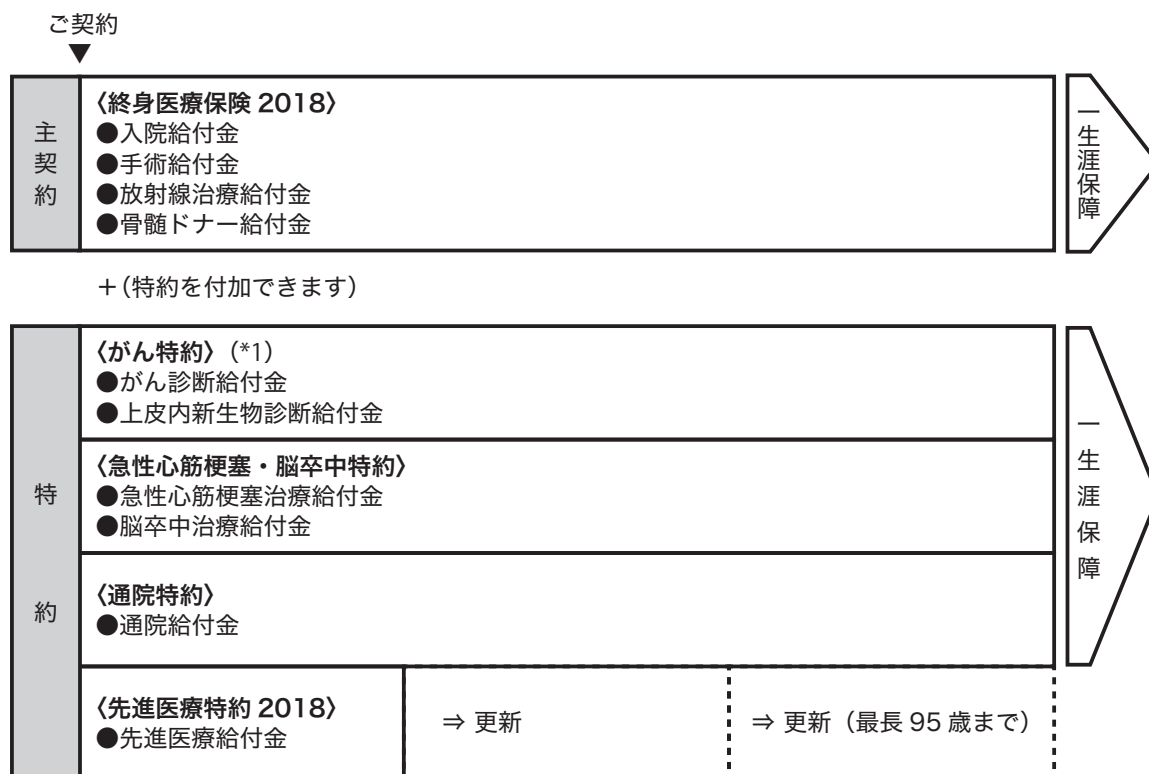 ご契約
▼
主契約
〈終身医療保険 2018〉
●入院給付金
●手術給付金
●放射線治療給付金
●骨髄ドナー給付金
一生涯保障
＋（特約を付加できます）
特約
〈がん特約〉（*1）
●がん診断給付金
●上皮内新生物診断給付金
〈急性心筋梗塞・脳卒中特約〉
●急性心筋梗塞治療給付金
●脳卒中治療給付金
〈通院特約〉
●通院給付金
一生涯保障
〈先進医療特約 2018〉
●先進医療給付金
⇒ 更新
⇒ 更新（最長 95 歳まで）